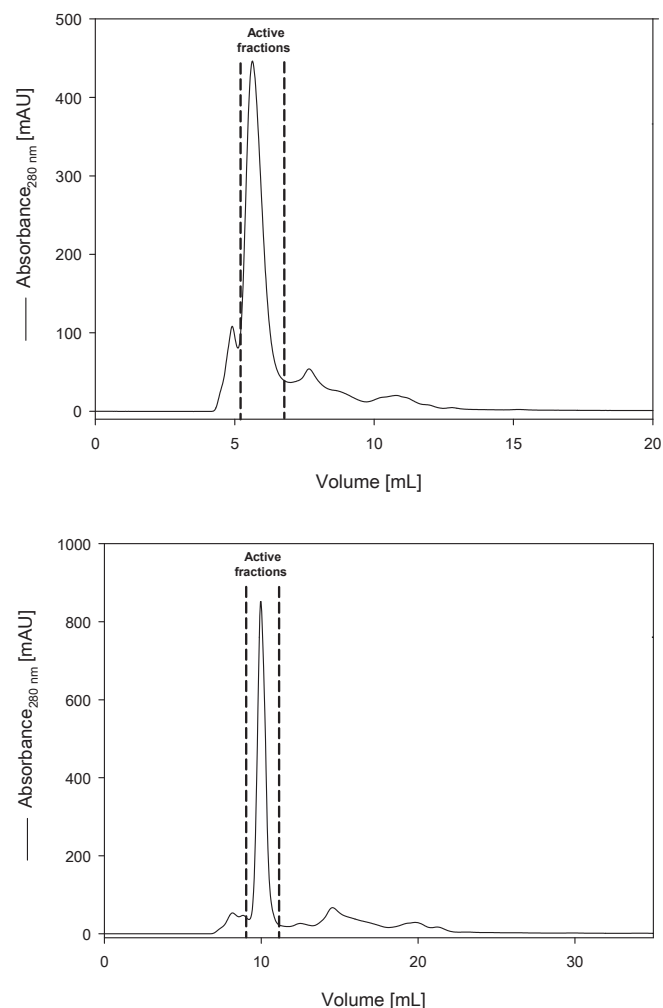 Active
fractions
500
400
300
200
100
0
— Absorbance280 nm [mAU]
0 5 10 15 20
Volume [mL]
Active
fractions
1000
800
600
400
200
0
— Absorbance280 nm [mAU]
0 10 20 30
Volume [mL]